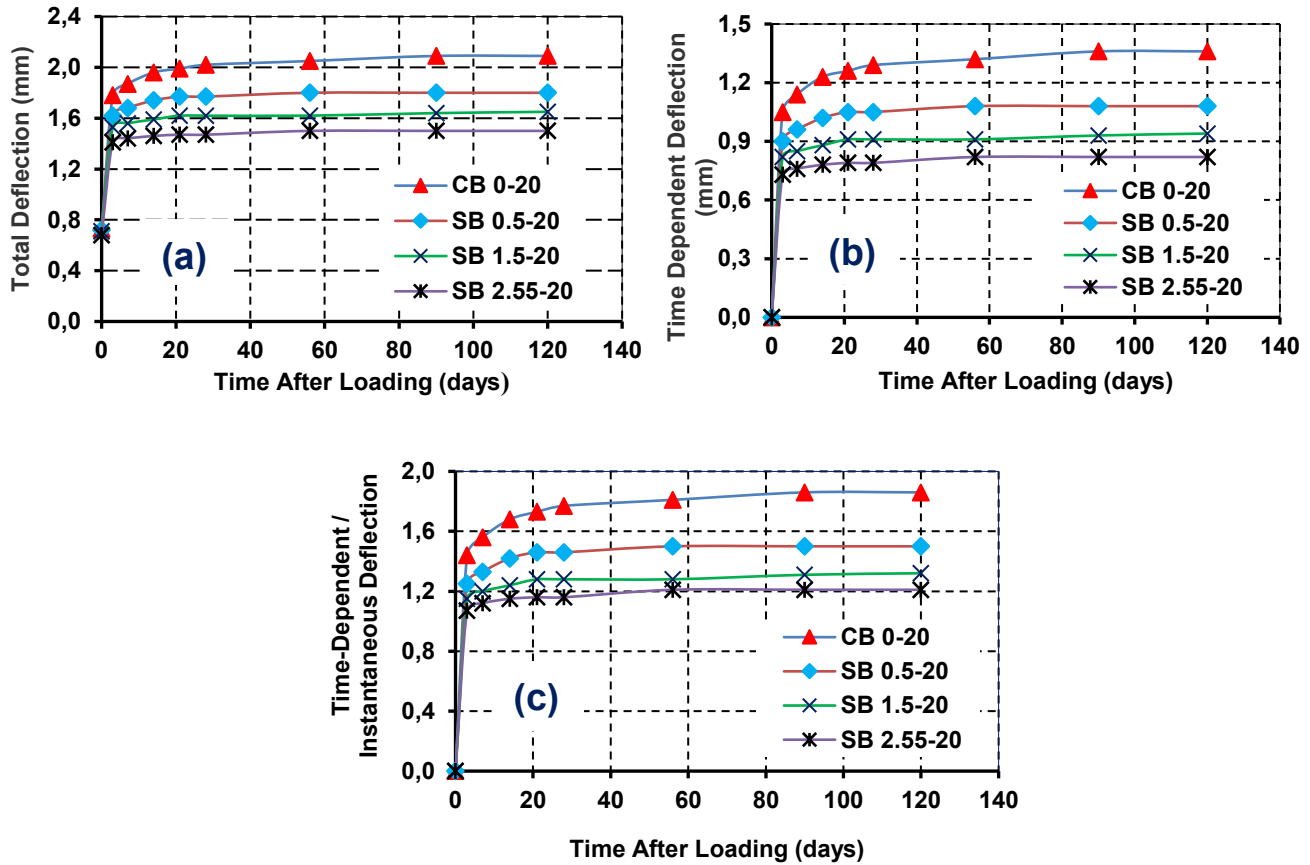 Total Deflection (mm)
2,4
2,0
1,6
1,2
0,8
0,4
0,0
CB 0-20
SB 0.5-20
SB 1.5-20
SB 2.55-20
(a)
0 20 40 60 80 100 120 140
Time After Loading (days)
Time Dependent Deflection
(mm)
1,5
1,2
0,9
0,6
0,3
0,0
CB 0-20
SB 0.5-20
SB 1.5-20
SB 2.55-20
(b)
0 20 40 60 80 100 120 140
Time After Loading (days)
Time-Dependent /
Instantaneous Deflection
2,0
1,6
1,2
0,8
0,4
0,0
CB 0-20
SB 0.5-20
SB 1.5-20
SB 2.55-20
(c)
0 20 40 60 80 100 120 140
Time After Loading (days)